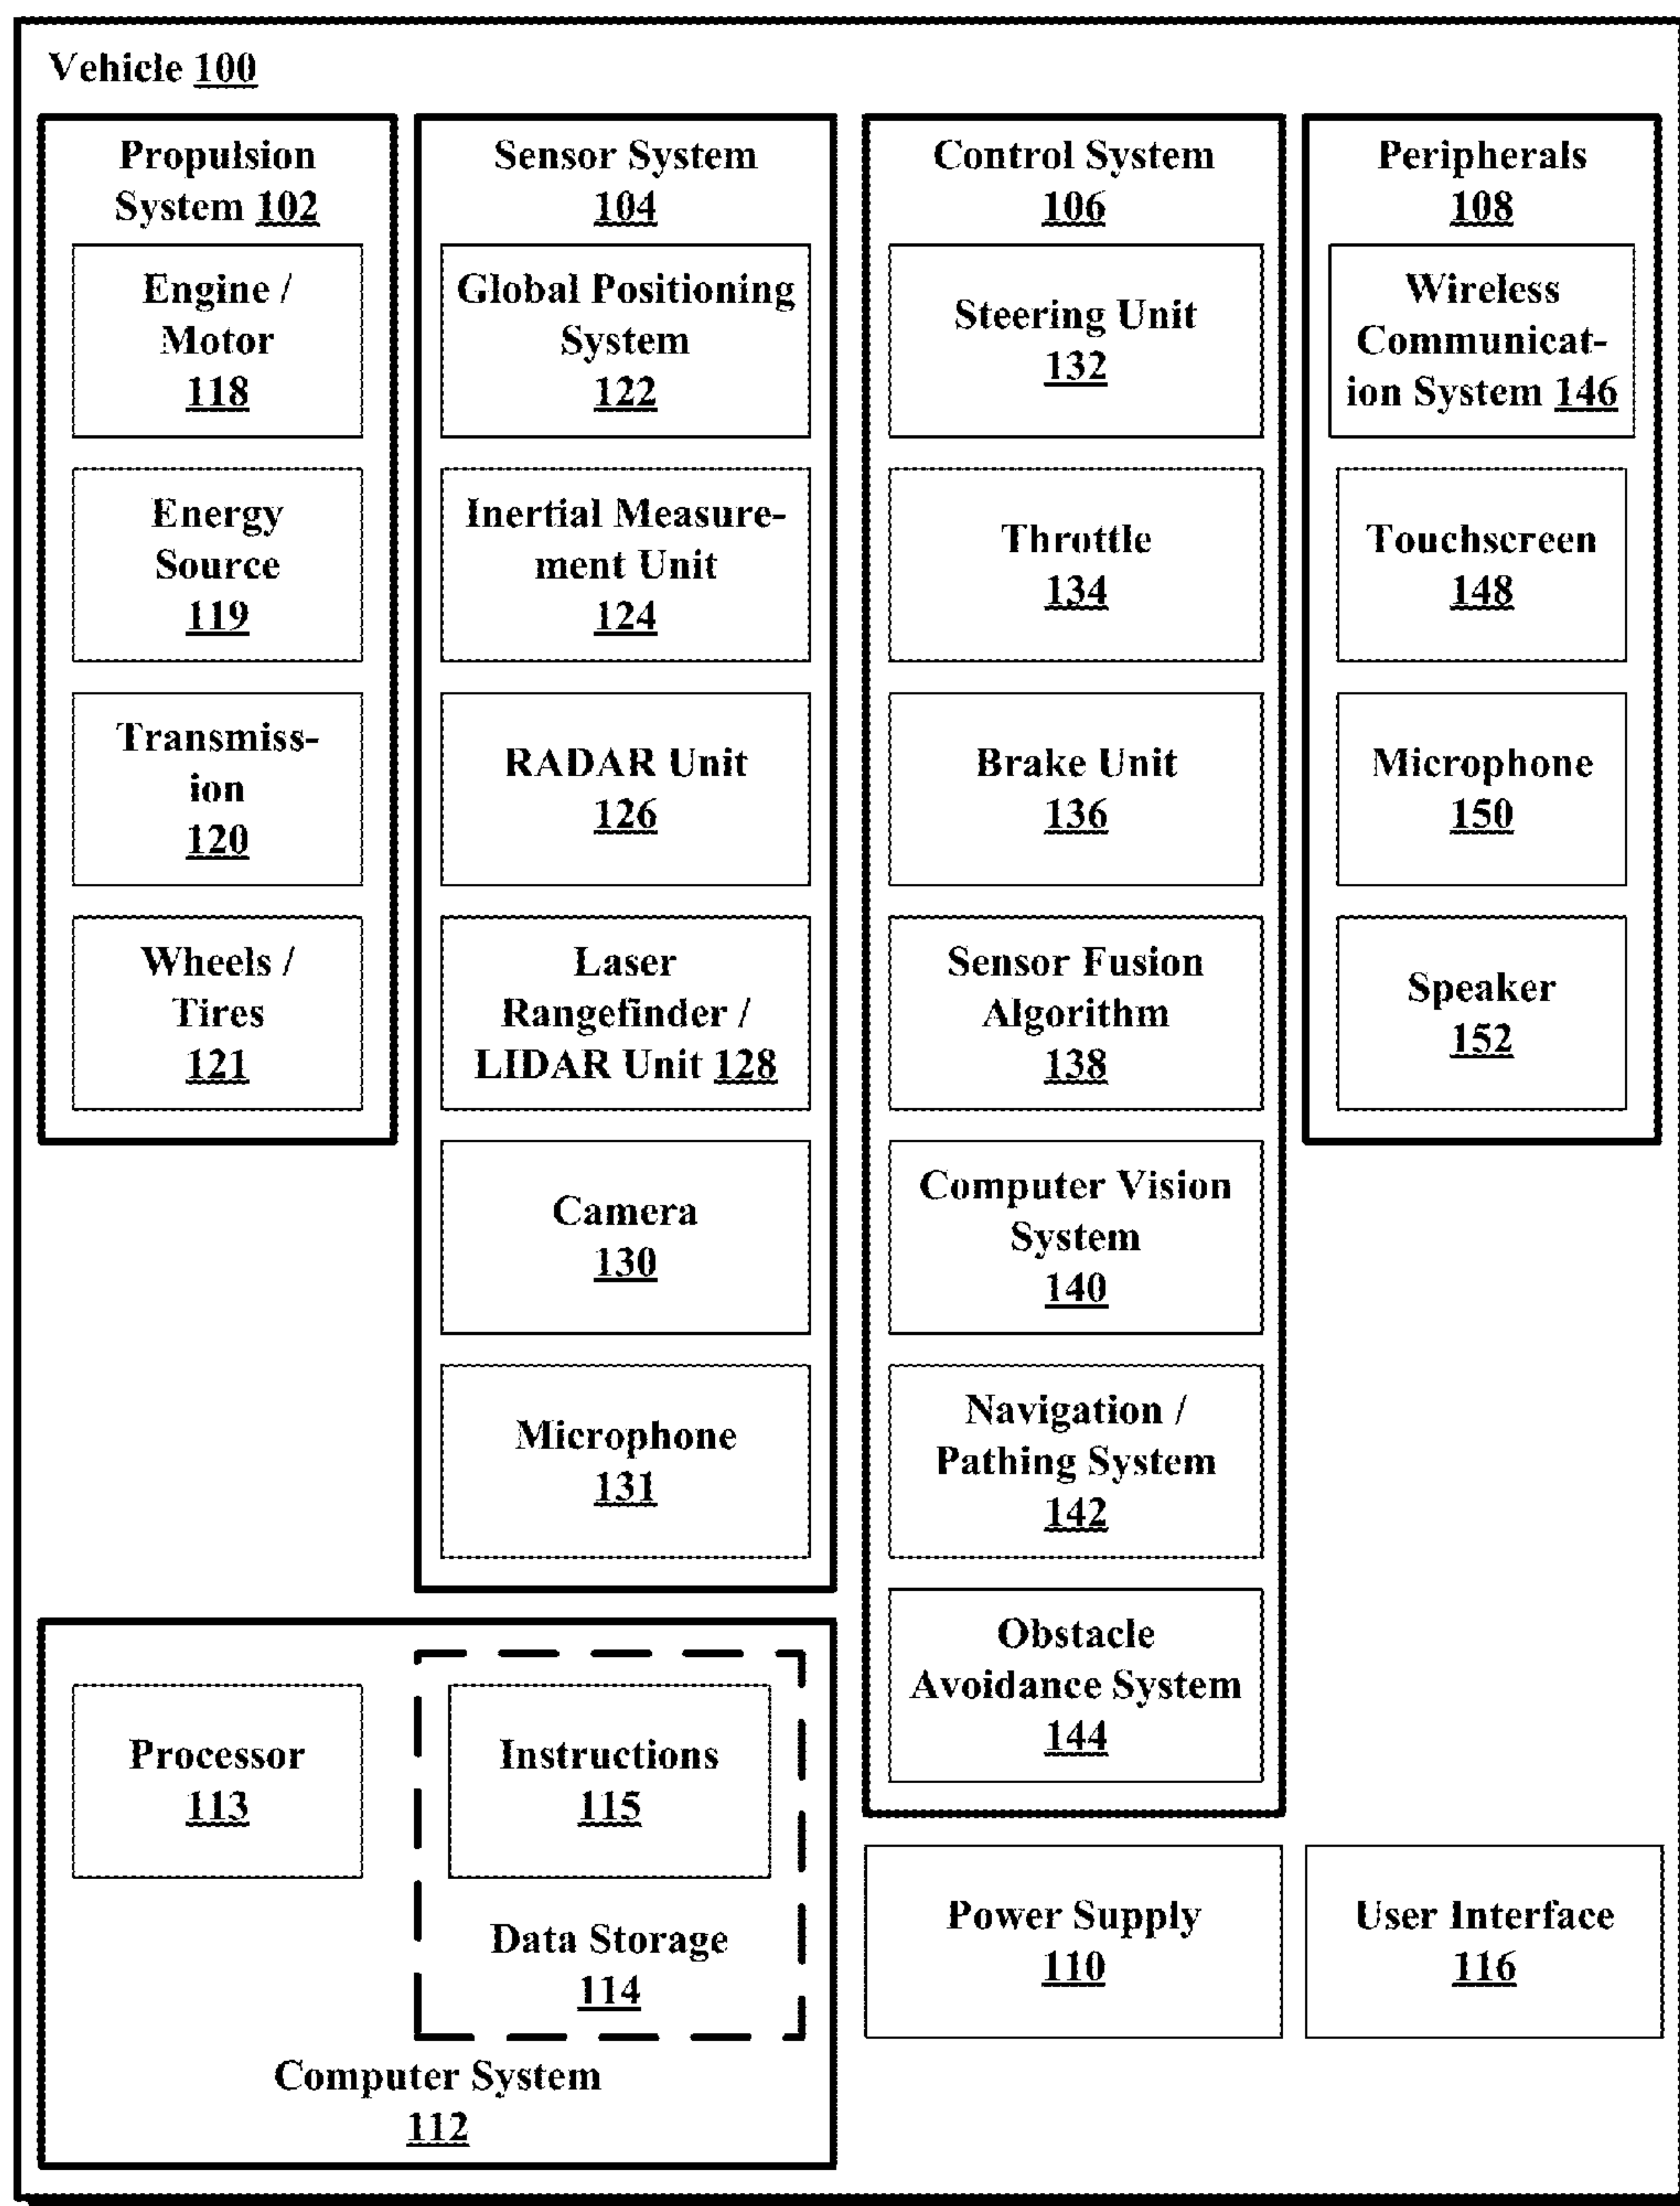 Vehicle 100
Propulsion
System 102
Engine /
Motor
118
Energy
Source
119
Transmiss-
ion
120
Wheels /
Tires
121
Sensor System
104
Global Positioning
System
122
Inertial Measure-
ment Unit
124
RADAR Unit
126
Laser
Rangefinder /
LIDAR Unit 128
Camera
130
Microphone
131
Control System
106
Steering Unit
132
Throttle
134
Brake Unit
136
Sensor Fusion
Algorithm
138
Computer Vision
System
140
Navigation /
Pathing System
142
Obstacle
Avoidance System
144
Peripherals
108
Wireless
Communicat-
ion System 146
Touchscreen
148
Microphone
150
Speaker
152
Processor
113
Instructions
115
Data Storage
114
Computer System
112
Power Supply
110
User Interface
116